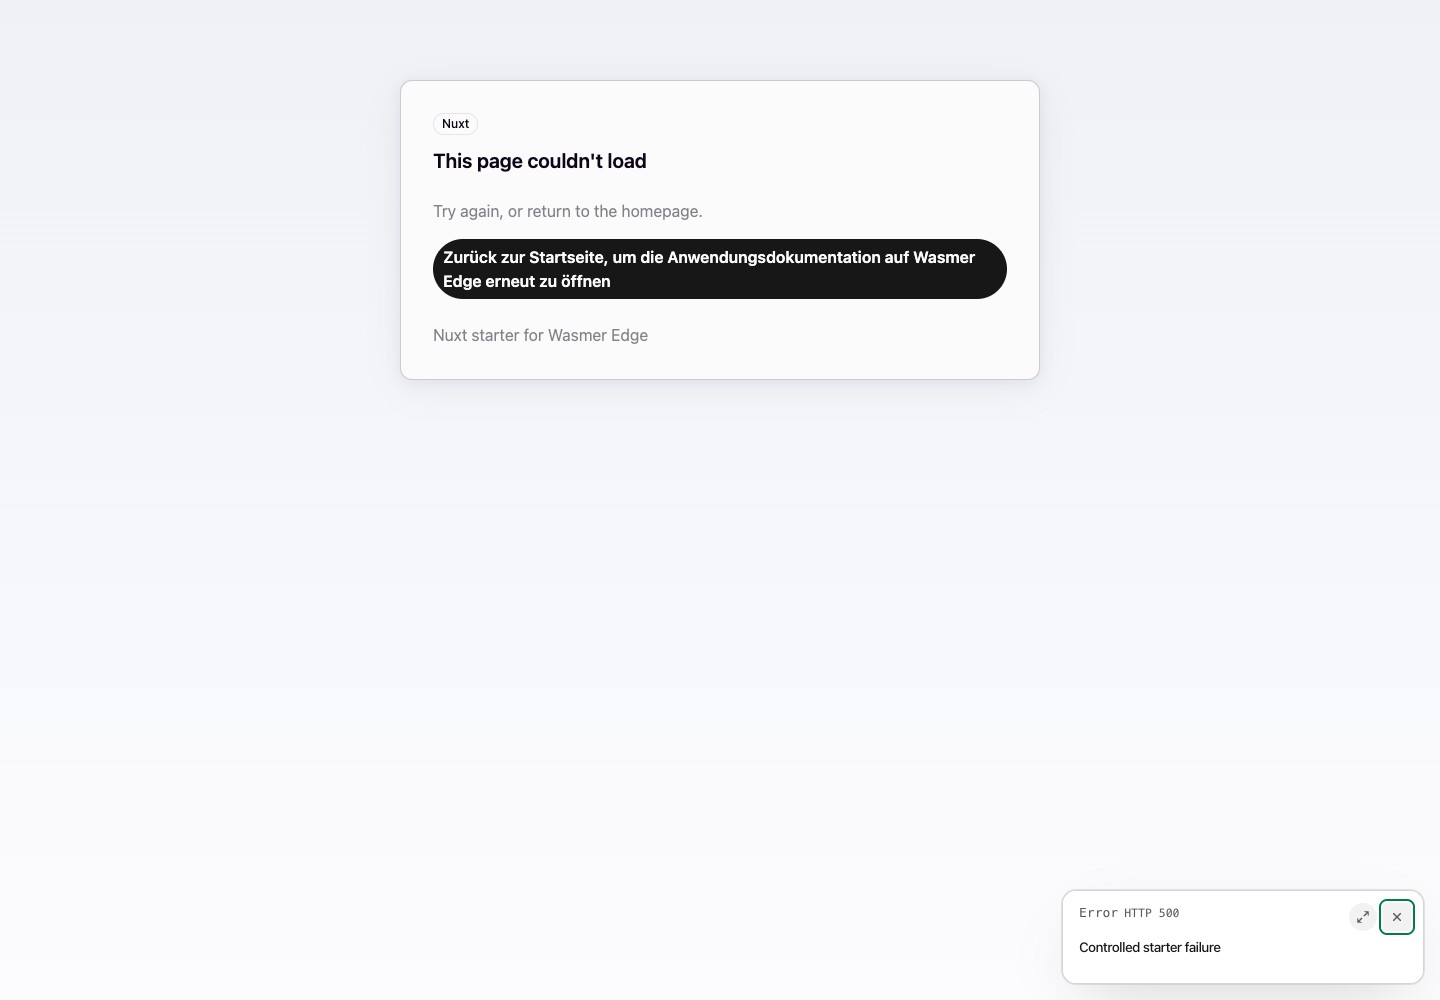 Nuxt
This page couldn't load
Try again, or return to the homepage.
Zurück zur Startseite, um die Anwendungsdokumentation auf Wasmer
Edge erneut zu öffnen
Nuxt starter for Wasmer Edge
Error HTTP 500
Controlled starter failure